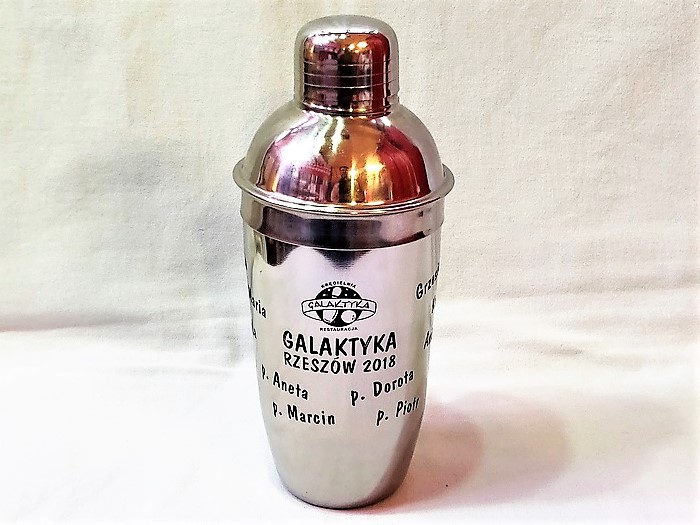 KRĘGIELNIA
GALAKTYKA
RESTAURACJA
GALAKTYKA
RZESZÓW 2018
p. Aneta
p. Dorota
p. Marcin
p. Piotr